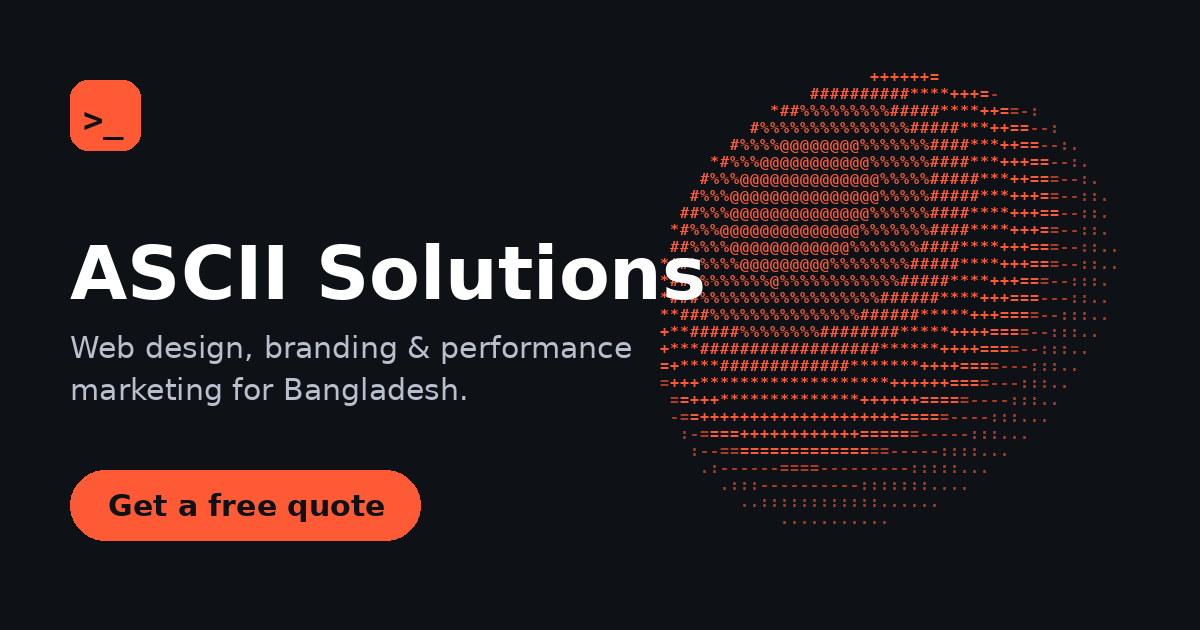 >_
ASCII Solutions
Web design, branding & performance
marketing for Bangladesh.
Get a free quote